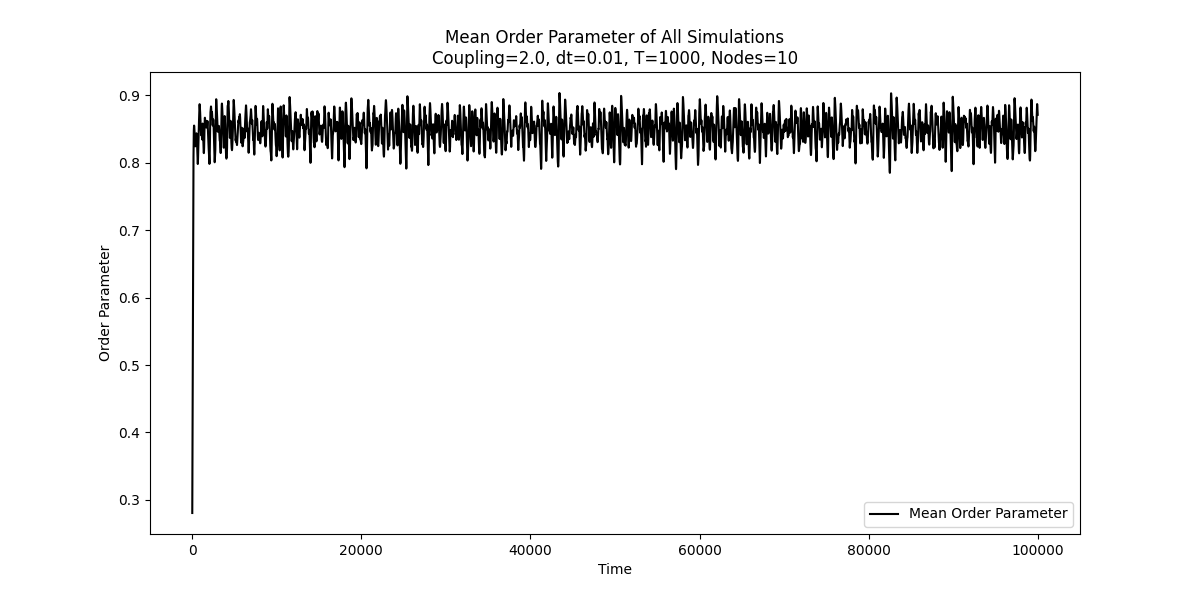 Mean Order Parameter of All Simulations
Coupling=2.0, dt=0.01, T=1000, Nodes=10
0.9
0.8
0.7
0.6
0.5
0.4
0.3
Order Parameter
Mean Order Parameter
0 20000 40000 60000 80000 100000
Time